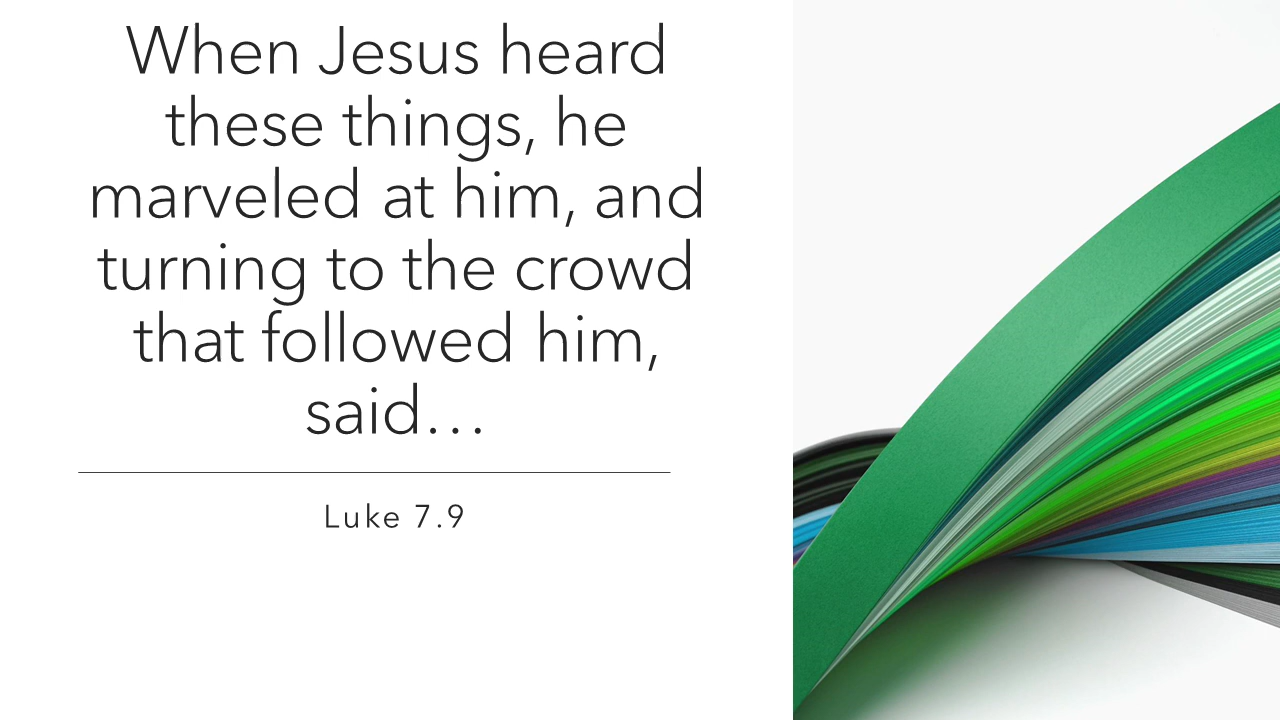 When Jesus heard
these things, he
marveled at him, and
turning to the crowd
that followed him,
said…
Luke 7.9